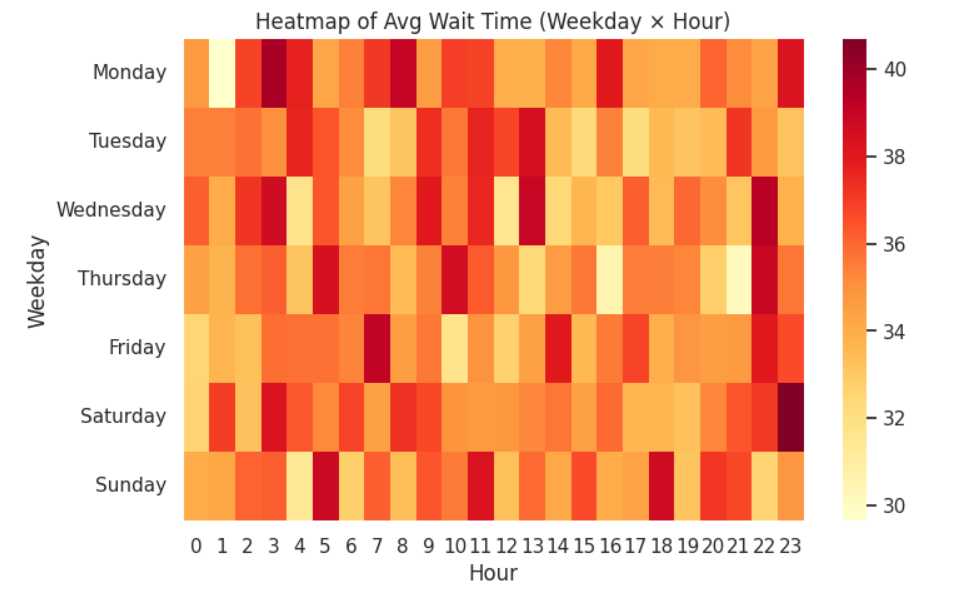 Heatmap of Avg Wait Time (Weekday × Hour)
Weekday
Monday
Tuesday
Wednesday
Thursday
Friday
Saturday
Sunday
0 1 2 3 4 5 6 7 8 9 10 11 12 13 14 15 16 17 18 19 20 21 22 23
Hour
40
38
36
34
32
30